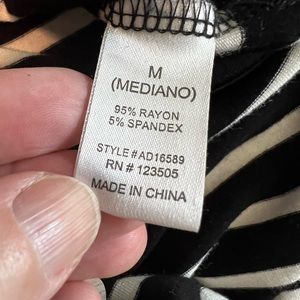 M
(MEDIANO)
95% RAYON
5% SPANDEX
STYLE #AD16589
RN # 123505
MADE IN CHINA